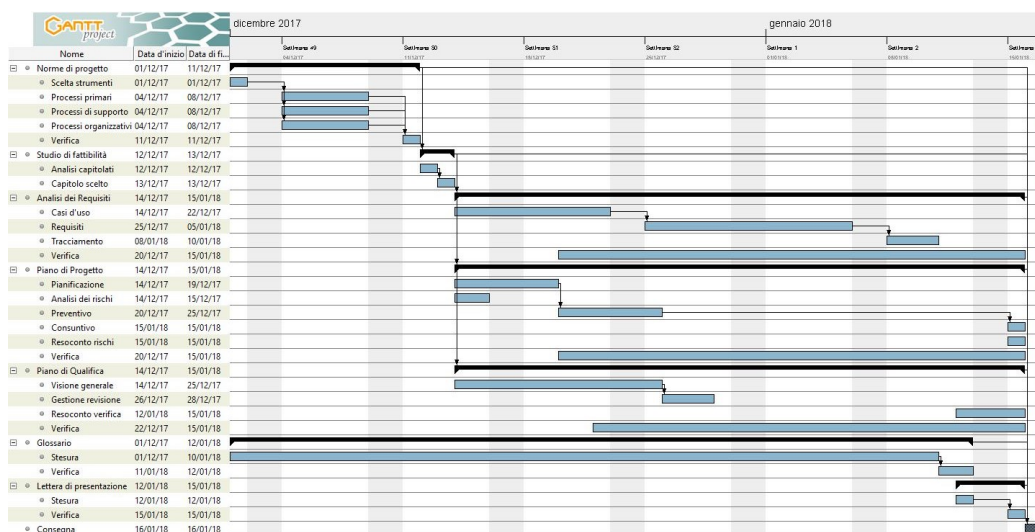 GANTT project
dicembre 2017
gennaio 2018
Settimana 49
Settimana 50
Settimana 51
Settimana 52
Settimana 1
Settimana 2
Nome Data d'inizio Data di fi...
Norme di progetto 01/12/17 11/12/17
Scelta strumenti 01/12/17 01/12/17
Processi primari 04/12/17 08/12/17
Processi di supporto 04/12/17 08/12/17
Processi organizzativi 04/12/17 08/12/17
Verifica 11/12/17 11/12/17
Studio di fattibilità 12/12/17 13/12/17
Analisi capitolati 12/12/17 12/12/17
Capitolo scelto 13/12/17 13/12/17
Analisi dei Requisiti 14/12/17 15/01/18
Casi d'uso 14/12/17 22/12/17
Requisiti 25/12/17 05/01/18
Tracciamento 08/01/18 10/01/18
Verifica 20/12/17 15/01/18
Piano di Progetto 14/12/17 15/01/18
Pianificazione 14/12/17 19/12/17
Analisi dei rischi 14/12/17 15/12/17
Preventivo 20/12/17 25/12/17
Consuntivo 15/01/18 15/01/18
Resoconto rischi 15/01/18 15/01/18
Verifica 20/12/17 15/01/18
Piano di Qualifica 14/12/17 15/01/18
Visione generale 14/12/17 25/12/17
Gestione revisione 26/12/17 28/12/17
Resoconto verifica 12/01/18 15/01/18
Verifica 22/12/17 15/01/18
Glossario 01/12/17 12/01/18
Stesura 01/12/17 10/01/18
Verifica 11/01/18 12/01/18
Lettera di presentazione 12/01/18 15/01/18
Stesura 12/01/18 12/01/18
Verifica 15/01/18 15/01/18
Consegna 16/01/18 16/01/18